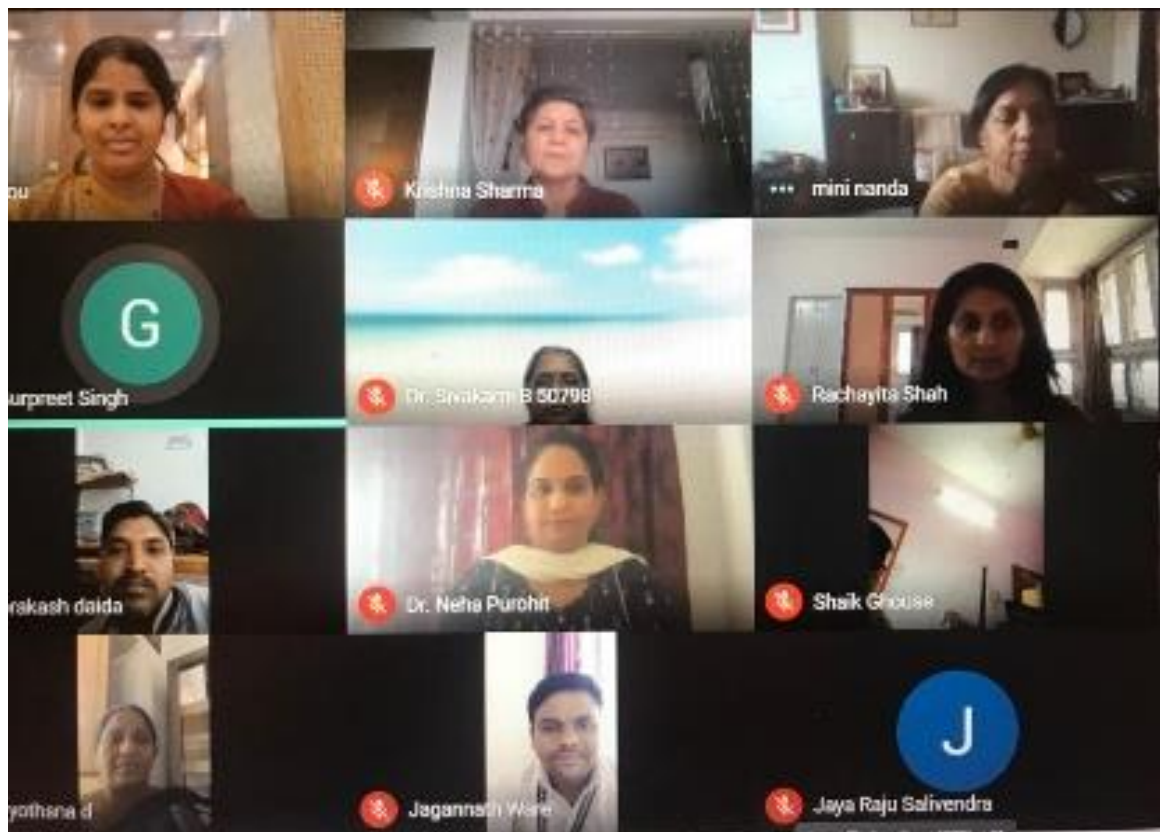 ou
Krishna Sharma
mini nanda
G
urpreet Singh
Dr. Sivakami B 50798
Rachayita Shah
rakash daida
Dr. Neha Purohit
Shaik Ghouse
yothsna d
Jagannath Ware
J
Jaya Raju Salivendra